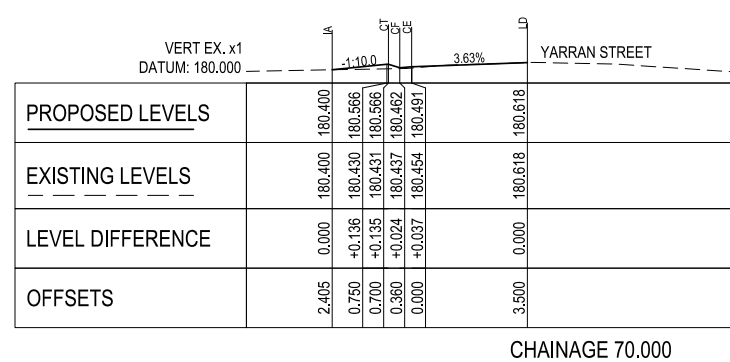 IA CT CF CE LD
VERT EX. x1
DATUM: 180.000
-1:10.0 3.63% YARRAN STREET
PROPOSED LEVELS 180.400 180.566 180.566 180.462 180.491 180.618
EXISTING LEVELS 180.400 180.430 180.431 180.437 180.454 180.618
LEVEL DIFFERENCE 0.000 +0.136 +0.135 +0.024 +0.037 0.000
OFFSETS 2.405 0.750 0.700 0.360 0.000 3.500
CHAINAGE 70.000